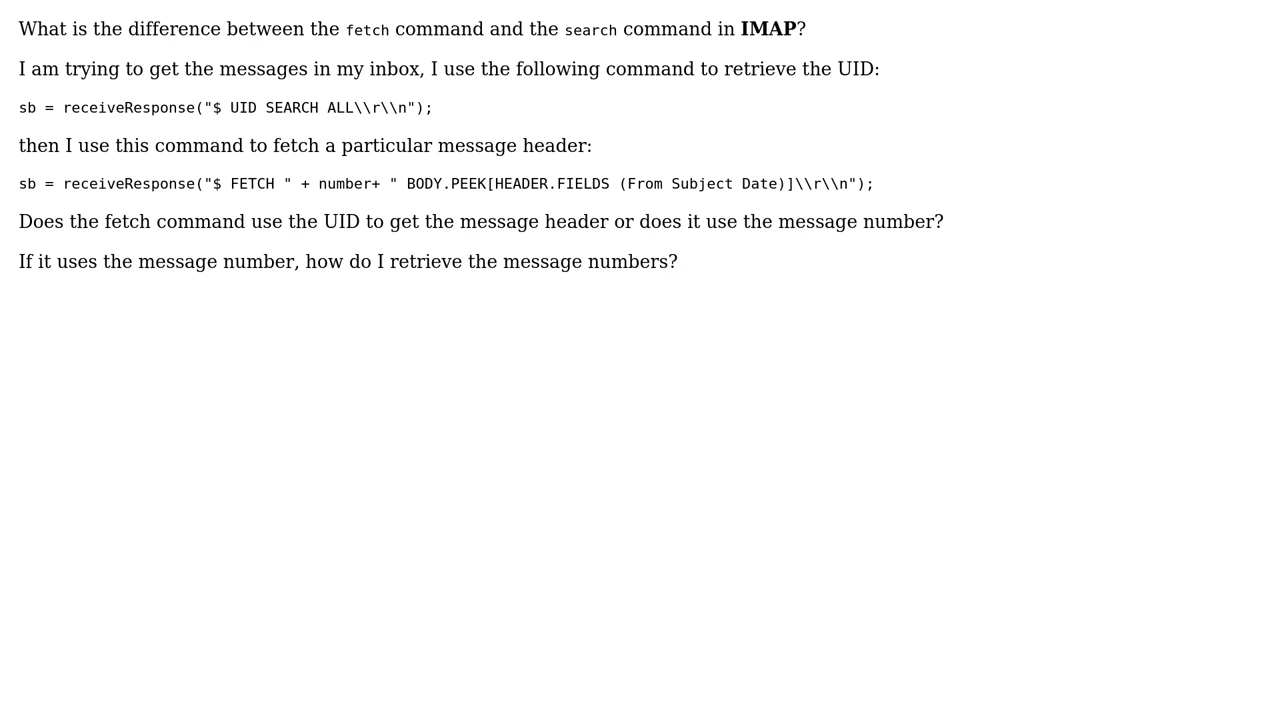 What is the difference between the fetch command and the search command in IMAP?
I am trying to get the messages in my inbox, I use the following command to retrieve the UID:
sb = receiveResponse("$ UID SEARCH ALL\\r\\n");
then I use this command to fetch a particular message header:
sb = receiveResponse("$ FETCH " + number+ " BODY.PEEK[HEADER.FIELDS (From Subject Date)]\\r\\n");
Does the fetch command use the UID to get the message header or does it use the message number?
If it uses the message number, how do I retrieve the message numbers?